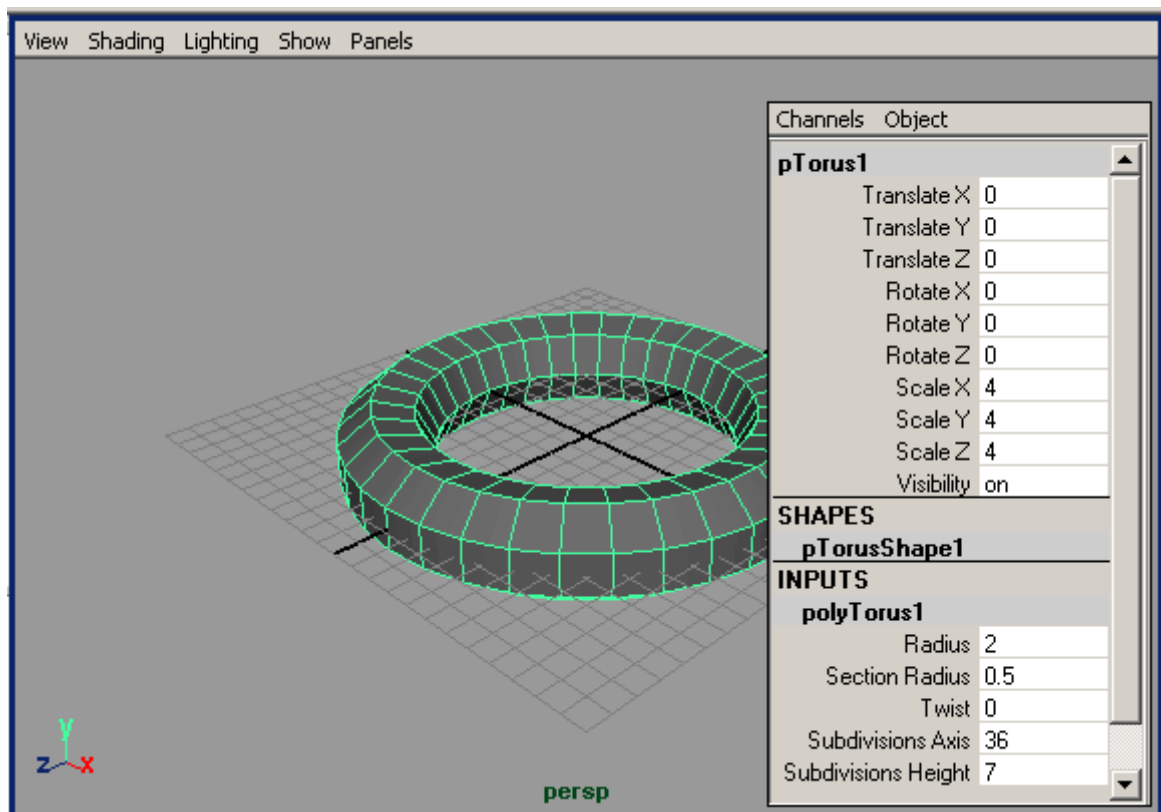 View Shading Lighting Show Panels
Channels Object
pTorus1
Translate X 0
Translate Y 0
Translate Z 0
Rotate X 0
Rotate Y 0
Rotate Z 0
Scale X 4
Scale Y 4
Scale Z 4
Visibility on
SHAPES
pTorusShape1
INPUTS
polyTorus1
Radius 2
Section Radius 0.5
Twist 0
Subdivisions Axis 36
Subdivisions Height 7
y
z x
persp